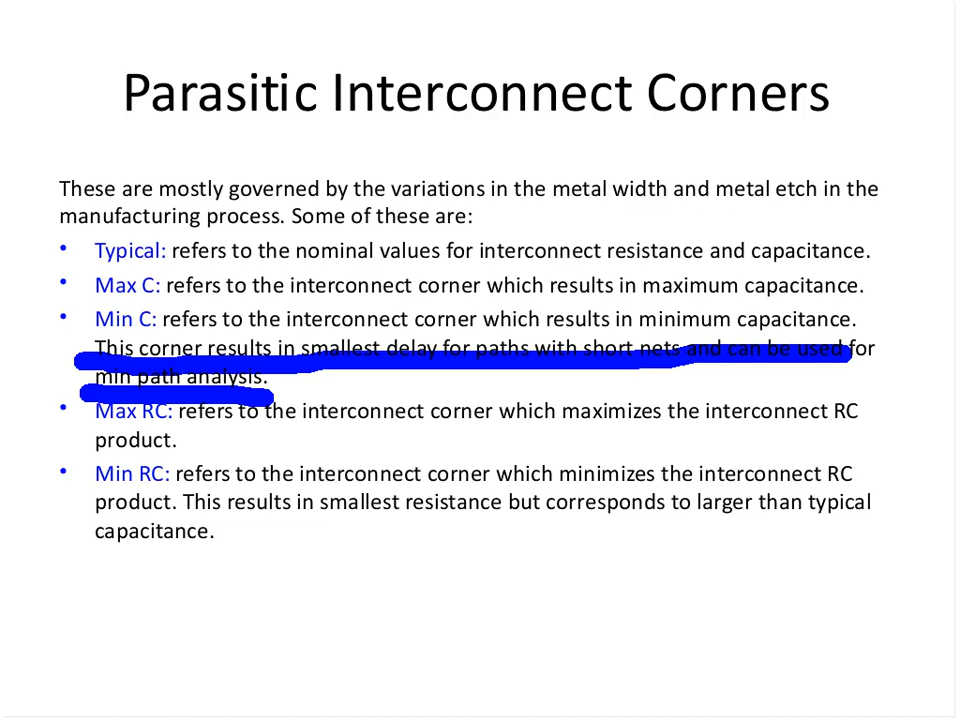 Parasitic Interconnect Corners
These are mostly governed by the variations in the metal width and metal etch in the
manufacturing process. Some of these are:
• Typical: refers to the nominal values for interconnect resistance and capacitance.
• Max C: refers to the interconnect corner which results in maximum capacitance.
• Min C: refers to the interconnect corner which results in minimum capacitance.
This corner results in smallest delay for paths with short nets and can be used for
min path analysis.
• Max RC: refers to the interconnect corner which maximizes the interconnect RC
product.
• Min RC: refers to the interconnect corner which minimizes the interconnect RC
product. This results in smallest resistance but corresponds to larger than typical
capacitance.